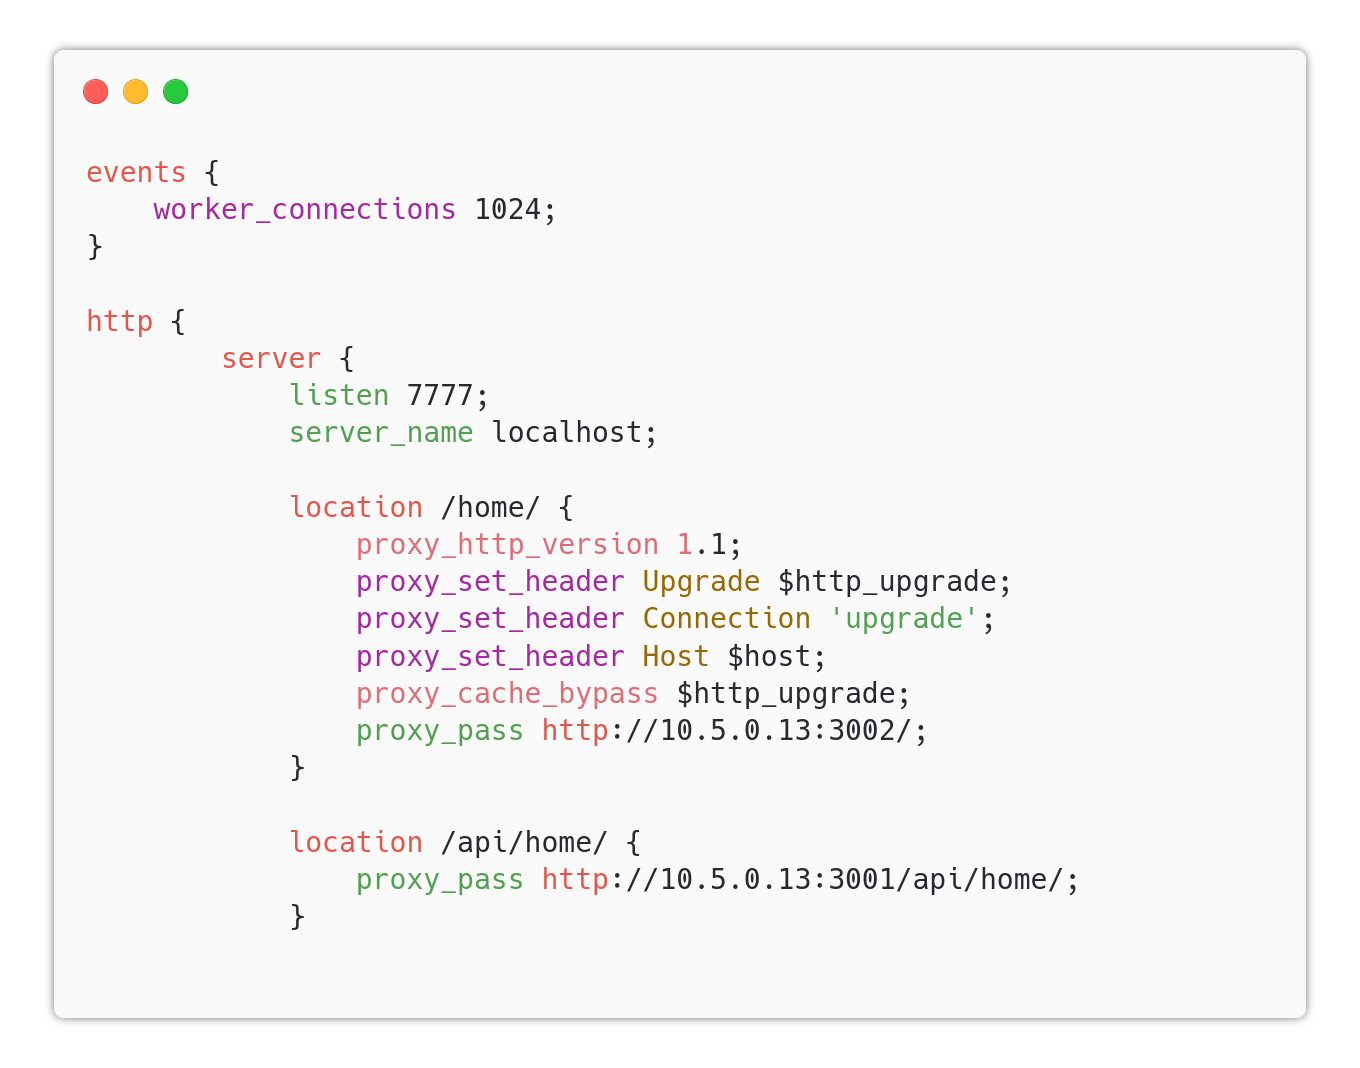 events {
    worker_connections 1024;
}

http {
        server {
            listen 7777;
            server_name localhost;

            location /home/ {
                proxy_http_version 1.1;
                proxy_set_header Upgrade $http_upgrade;
                proxy_set_header Connection 'upgrade';
                proxy_set_header Host $host;
                proxy_cache_bypass $http_upgrade;
                proxy_pass http://10.5.0.13:3002/;
            }

            location /api/home/ {
                proxy_pass http://10.5.0.13:3001/api/home/;
            }